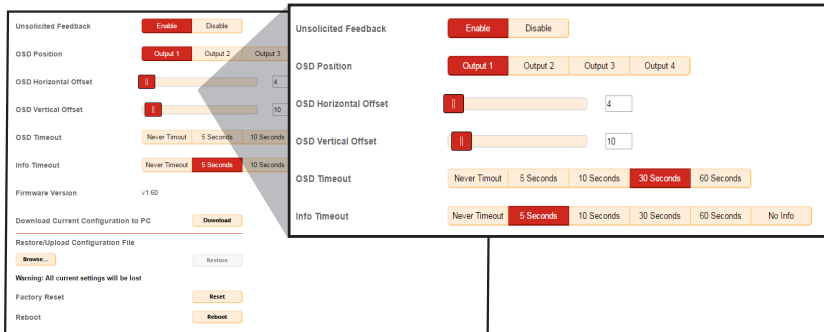 Unsolicited Feedback Enable Disable
OSD Position Output 1 Output 2 Output 3
OSD Horizontal Offset 4
OSD Vertical Offset 10
OSD Timeout Never Timout 5 Seconds 10 Seconds
Info Timeout Never Timeout 5 Seconds 10 Seconds
Firmware Version v1.60
Download Current Configuration to PC Download
Restore/Upload Configuration File
Browse... Restore
Warning: All current settings will be lost
Factory Reset Reset
Reboot Reboot
Unsolicited Feedback Enable Disable
OSD Position Output 1 Output 2 Output 3 Output 4
OSD Horizontal Offset 4
OSD Vertical Offset 10
OSD Timeout Never Timout 5 Seconds 10 Seconds 30 Seconds 60 Seconds
Info Timeout Never Timeout 5 Seconds 10 Seconds 30 Seconds 60 Seconds No Info